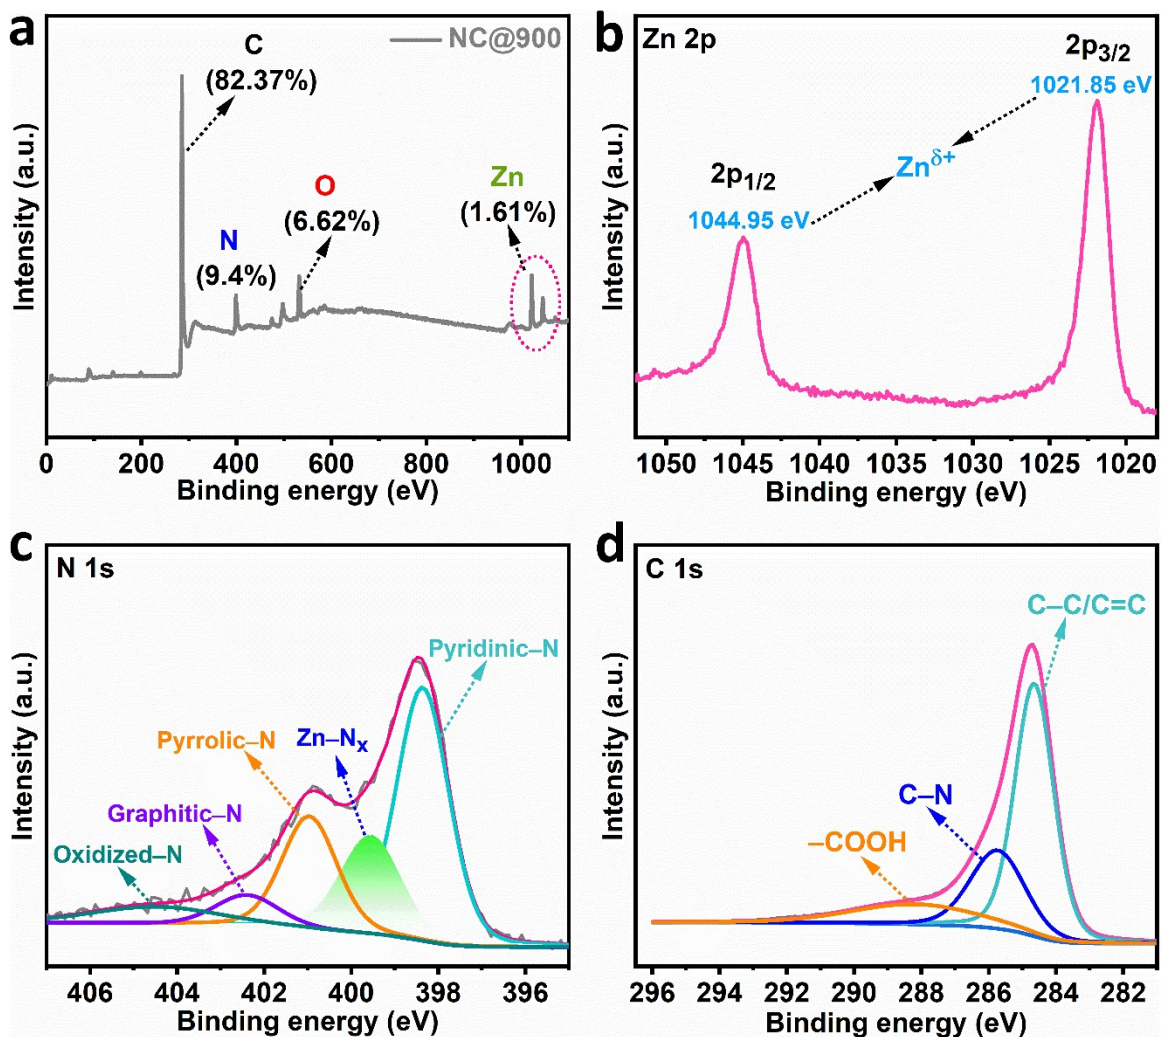 a
C
(82.37%)
NC@900
N
(9.4%)
O
(6.62%)
Zn
(1.61%)
Intensity (a.u.)
0 200 400 600 800 1000
Binding energy (eV)
b
Zn 2p
2p3/2
1021.85 eV
Znδ+
2p1/2
1044.95 eV
Intensity (a.u.)
1050 1045 1040 1035 1030 1025 1020
Binding energy (eV)
c
N 1s
Pyridinic–N
Pyrrolic–N
Zn–Nx
Graphitic–N
Oxidized–N
Intensity (a.u.)
406 404 402 400 398 396
Binding energy (eV)
d
C 1s
C–C/C=C
C–N
–COOH
Intensity (a.u.)
296 294 292 290 288 286 284 282
Binding energy (eV)